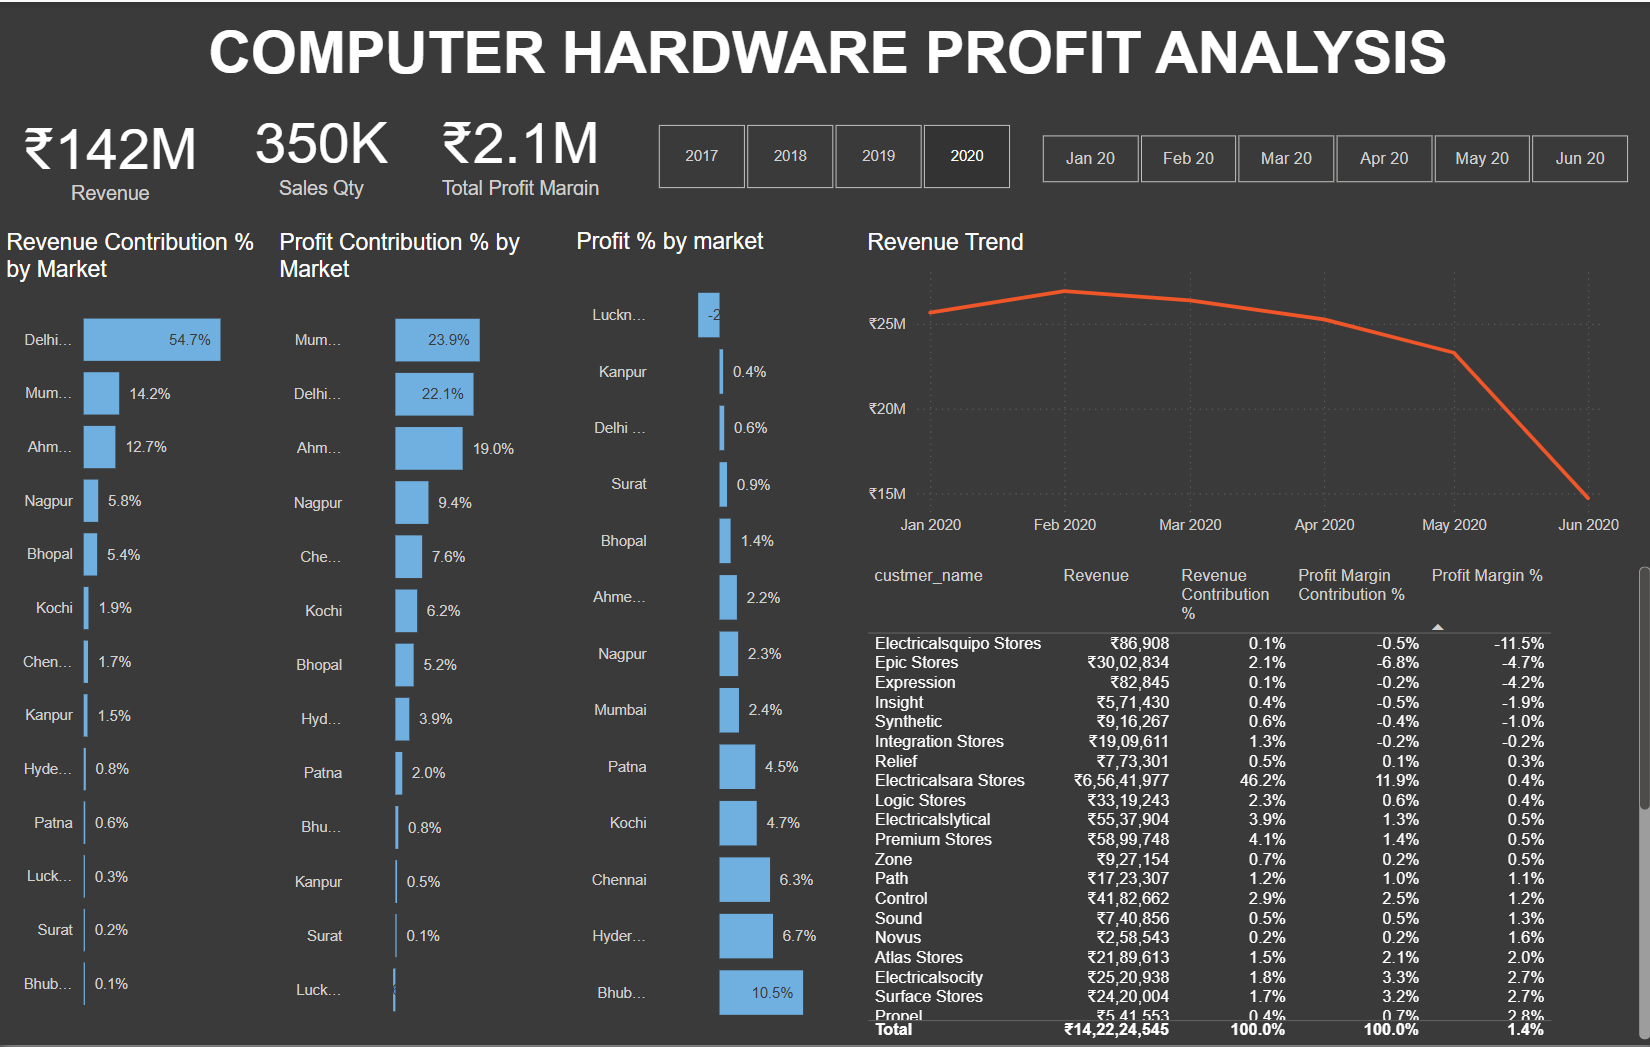 COMPUTER HARDWARE PROFIT ANALYSIS
₹142M
Revenue
350K
Sales Qty
₹2.1M
Total Profit Margin
2017 2018 2019 2020
Jan 20 Feb 20 Mar 20 Apr 20 May 20 Jun 20
Revenue Contribution %
by Market
Delhi... 54.7%
Mum... 14.2%
Ahm... 12.7%
Nagpur 5.8%
Bhopal 5.4%
Kochi 1.9%
Chen... 1.7%
Kanpur 1.5%
Hyde... 0.8%
Patna 0.6%
Luck... 0.3%
Surat 0.2%
Bhub... 0.1%
Profit Contribution % by
Market
Mum... 23.9%
Delhi... 22.1%
Ahm... 19.0%
Nagpur 9.4%
Che... 7.6%
Kochi 6.2%
Bhopal 5.2%
Hyd... 3.9%
Patna 2.0%
Bhu... 0.8%
Kanpur 0.5%
Surat 0.1%
Luck...
Profit % by market
Luckn... -2
Kanpur 0.4%
Delhi ... 0.6%
Surat 0.9%
Bhopal 1.4%
Ahme... 2.2%
Nagpur 2.3%
Mumbai 2.4%
Patna 4.5%
Kochi 4.7%
Chennai 6.3%
Hyder... 6.7%
Bhub... 10.5%
Revenue Trend
₹25M
₹20M
₹15M
Jan 2020 Feb 2020 Mar 2020 Apr 2020 May 2020 Jun 2020
custmer_name Revenue Revenue Profit Margin Profit Margin %
Contribution Contribution %
%
Electricalsquipo Stores ₹86,908 0.1% -0.5% -11.5%
Epic Stores ₹30,02,834 2.1% -6.8% -4.7%
Expression ₹82,845 0.1% -0.2% -4.2%
Insight ₹5,71,430 0.4% -0.5% -1.9%
Synthetic ₹9,16,267 0.6% -0.4% -1.0%
Integration Stores ₹19,09,611 1.3% -0.2% -0.2%
Relief ₹7,73,301 0.5% 0.1% 0.3%
Electricalsara Stores ₹6,56,41,977 46.2% 11.9% 0.4%
Logic Stores ₹33,19,243 2.3% 0.6% 0.4%
Electricalslytical ₹55,37,904 3.9% 1.3% 0.5%
Premium Stores ₹58,99,748 4.1% 1.4% 0.5%
Zone ₹9,27,154 0.7% 0.2% 0.5%
Path ₹17,23,307 1.2% 1.0% 1.1%
Control ₹41,82,662 2.9% 2.5% 1.2%
Sound ₹7,40,856 0.5% 0.5% 1.3%
Novus ₹2,58,543 0.2% 0.2% 1.6%
Atlas Stores ₹21,89,613 1.5% 2.1% 2.0%
Electricalsocity ₹25,20,938 1.8% 3.3% 2.7%
Surface Stores ₹24,20,004 1.7% 3.2% 2.7%
Propel ₹5,41,553 0.4% 0.7% 2.8%
Total ₹14,22,24,545 100.0% 100.0% 1.4%